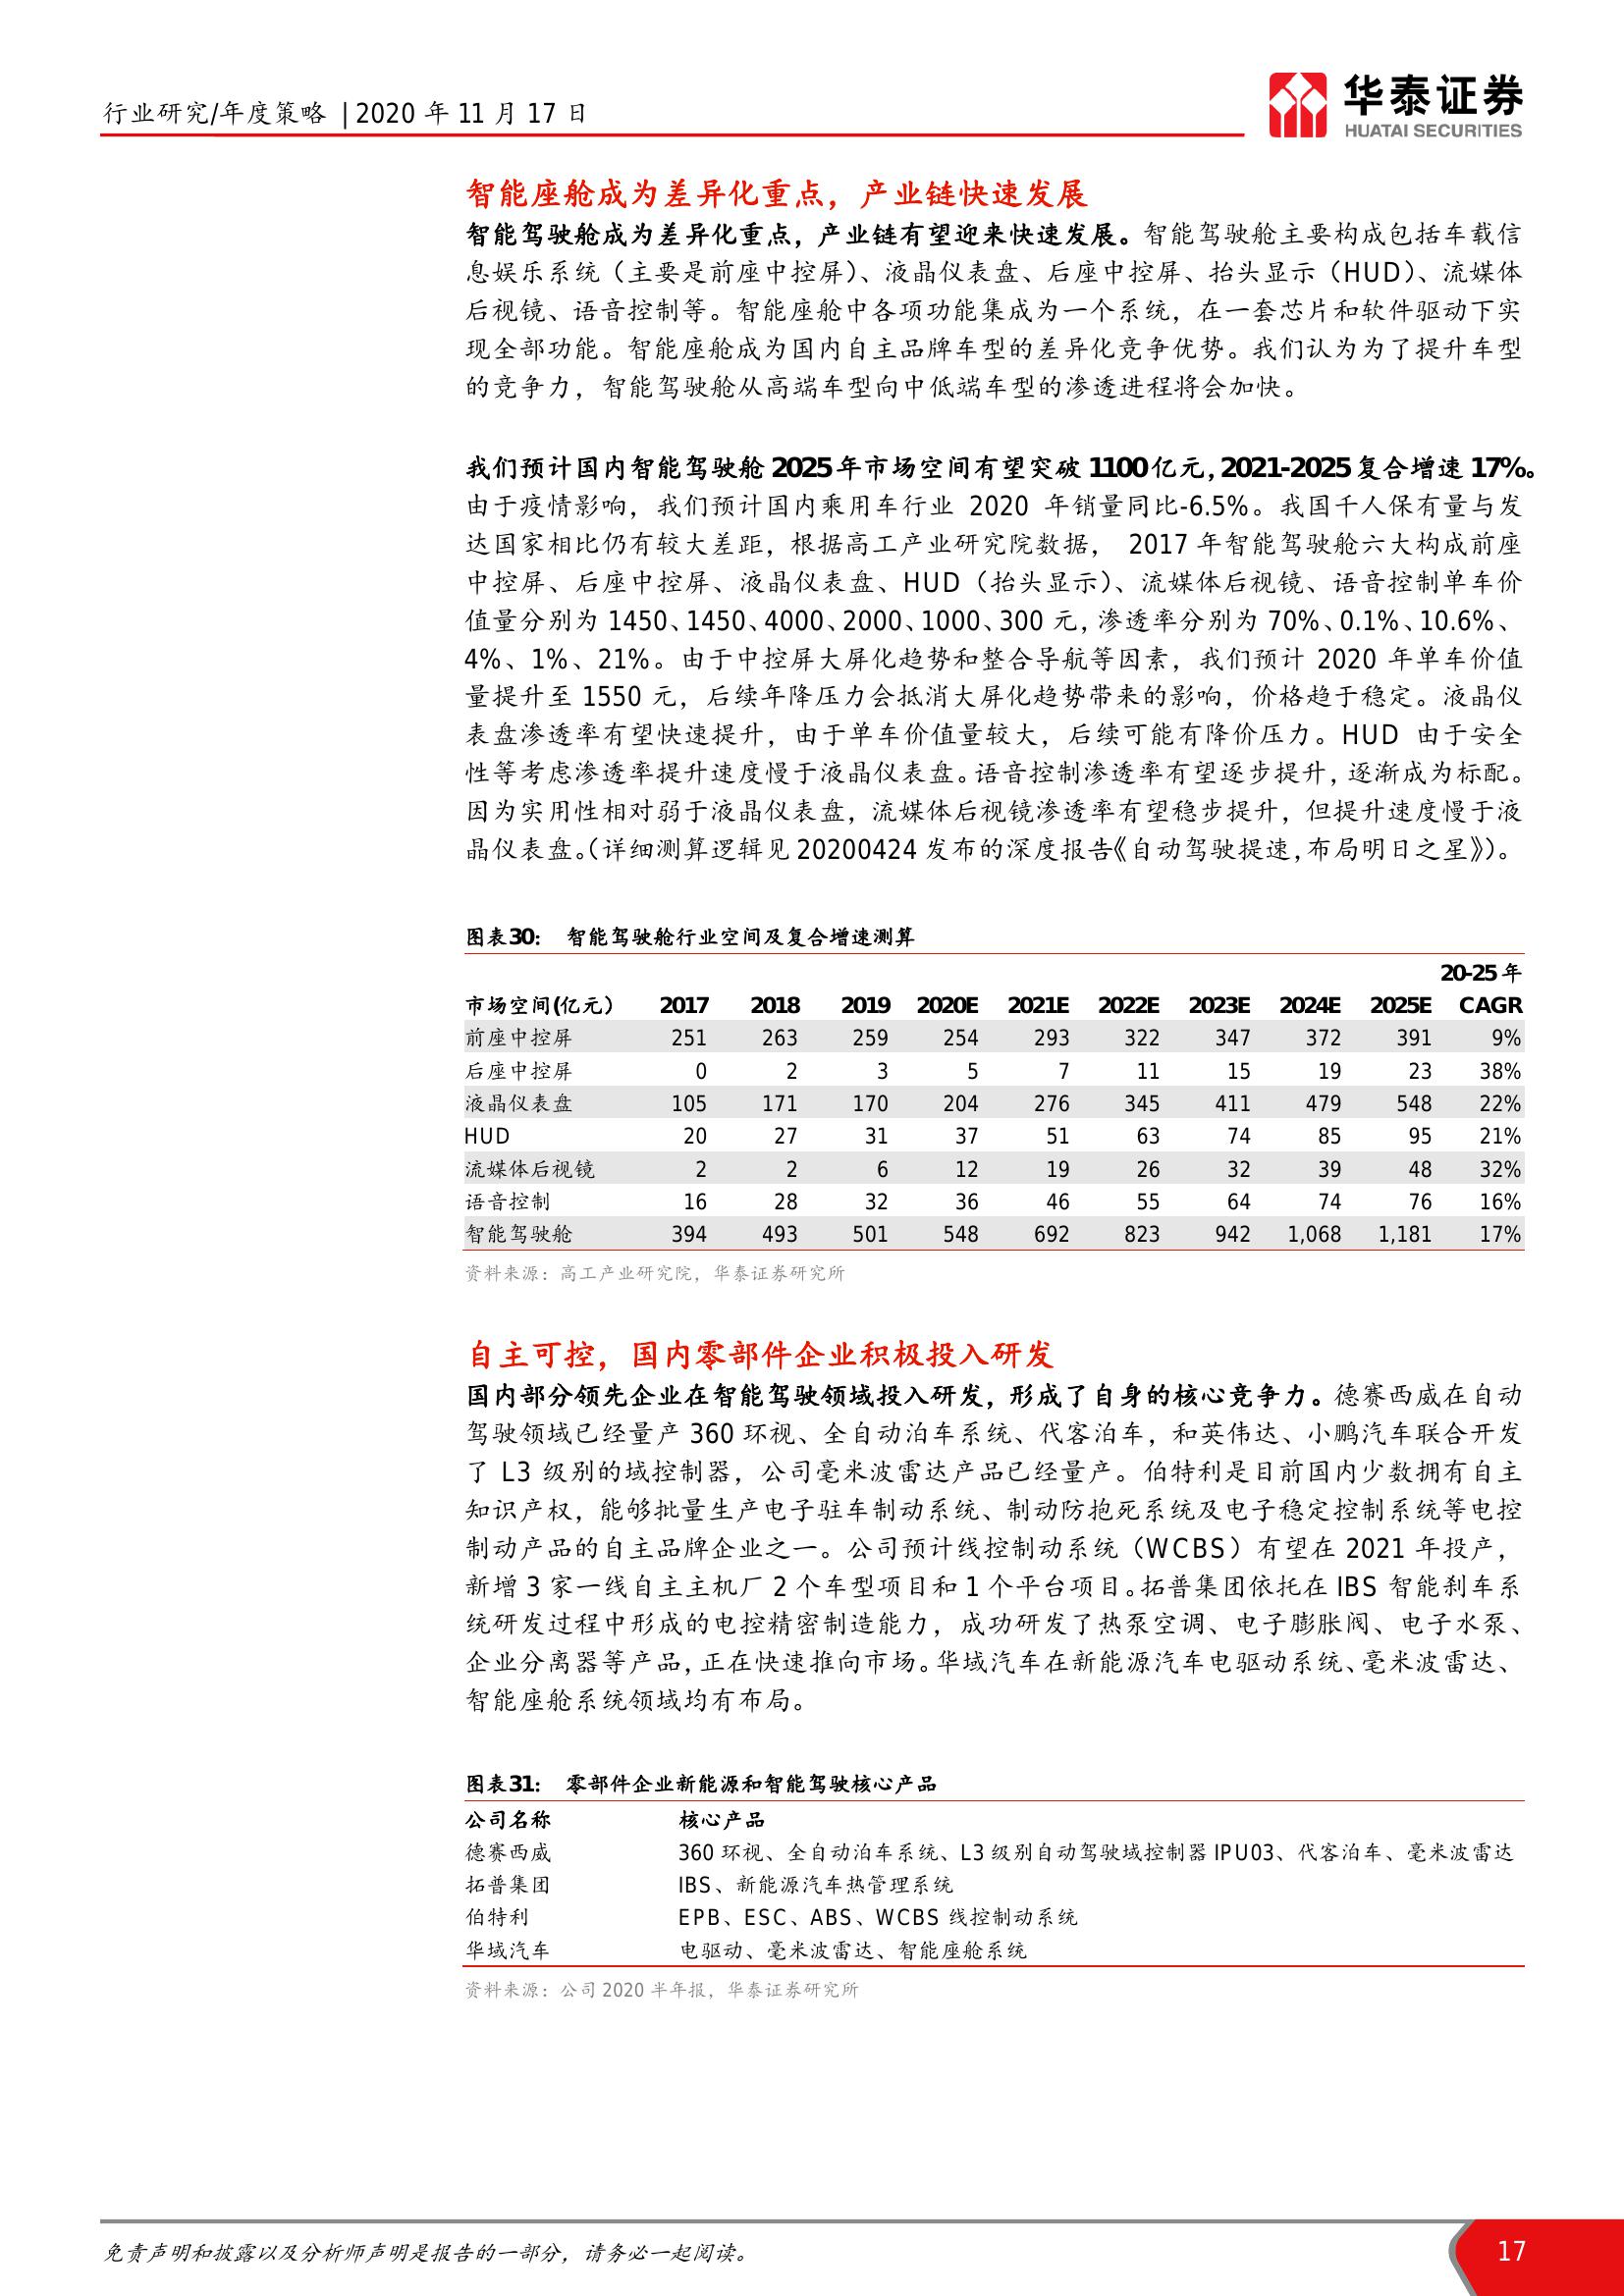 行业研究/年度策略 | 2020 年 11 月 17 日
华泰证券
HUATAI SECURITIES
智能座舱成为差异化重点，产业链快速发展
智能驾驶舱成为差异化重点，产业链有望迎来快速发展。智能驾驶舱主要构成包括车载信
息娱乐系统（主要是前座中控屏）、液晶仪表盘、后座中控屏、抬头显示（HUD）、流媒体
后视镜、语音控制等。智能座舱中各项功能集成为一个系统，在一套芯片和软件驱动下实
现全部功能。智能座舱成为国内自主品牌车型的差异化竞争优势。我们认为为了提升车型
的竞争力，智能驾驶舱从高端车型向中低端车型的渗透进程将会加快。
我们预计国内智能驾驶舱 2025 年市场空间有望突破 1100 亿元，2021-2025 复合增速 17%。
由于疫情影响，我们预计国内乘用车行业 2020 年销量同比-6.5%。我国千人保有量与发
达国家相比仍有较大差距，根据高工产业研究院数据， 2017 年智能驾驶舱六大构成前座
中控屏、后座中控屏、液晶仪表盘、HUD（抬头显示）、流媒体后视镜、语音控制单车价
值量分别为 1450、1450、4000、2000、1000、300 元，渗透率分别为 70%、0.1%、10.6%、
4%、1%、21%。由于中控屏大屏化趋势和整合导航等因素，我们预计 2020 年单车价值
量提升至 1550 元，后续年降压力会抵消大屏化趋势带来的影响，价格趋于稳定。液晶仪
表盘渗透率有望快速提升，由于单车价值量较大，后续可能有降价压力。HUD 由于安全
性等考虑渗透率提升速度慢于液晶仪表盘。语音控制渗透率有望逐步提升，逐渐成为标配。
因为实用性相对弱于液晶仪表盘，流媒体后视镜渗透率有望稳步提升，但提升速度慢于液
晶仪表盘。（详细测算逻辑见 20200424 发布的深度报告《自动驾驶提速，布局明日之星》）。
图表30： 智能驾驶舱行业空间及复合增速测算
20-25 年
市场空间(亿元） 2017 2018 2019 2020E 2021E 2022E 2023E 2024E 2025E CAGR
前座中控屏 251 263 259 254 293 322 347 372 391 9%
后座中控屏 0 2 3 5 7 11 15 19 23 38%
液晶仪表盘 105 171 170 204 276 345 411 479 548 22%
HUD 20 27 31 37 51 63 74 85 95 21%
流媒体后视镜 2 2 6 12 19 26 32 39 48 32%
语音控制 16 28 32 36 46 55 64 74 76 16%
智能驾驶舱 394 493 501 548 692 823 942 1,068 1,181 17%
资料来源：高工产业研究院，华泰证券研究所
自主可控，国内零部件企业积极投入研发
国内部分领先企业在智能驾驶领域投入研发，形成了自身的核心竞争力。德赛西威在自动
驾驶领域已经量产 360 环视、全自动泊车系统、代客泊车，和英伟达、小鹏汽车联合开发
了 L3 级别的域控制器，公司毫米波雷达产品已经量产。伯特利是目前国内少数拥有自主
知识产权，能够批量生产电子驻车制动系统、制动防抱死系统及电子稳定控制系统等电控
制动产品的自主品牌企业之一。公司预计线控制动系统（WCBS）有望在 2021 年投产，
新增 3 家一线自主主机厂 2 个车型项目和 1 个平台项目。拓普集团依托在 IBS 智能刹车系
统研发过程中形成的电控精密制造能力，成功研发了热泵空调、电子膨胀阀、电子水泵、
企业分离器等产品，正在快速推向市场。华域汽车在新能源汽车电驱动系统、毫米波雷达、
智能座舱系统领域均有布局。
图表31： 零部件企业新能源和智能驾驶核心产品
公司名称 核心产品
德赛西威 360 环视、全自动泊车系统、L3 级别自动驾驶域控制器 IPU03、代客泊车、毫米波雷达
拓普集团 IBS、新能源汽车热管理系统
伯特利 EPB、ESC、ABS、WCBS 线控制动系统
华域汽车 电驱动、毫米波雷达、智能座舱系统
资料来源：公司 2020 半年报，华泰证券研究所
免责声明和披露以及分析师声明是报告的一部分，请务必一起阅读。 17